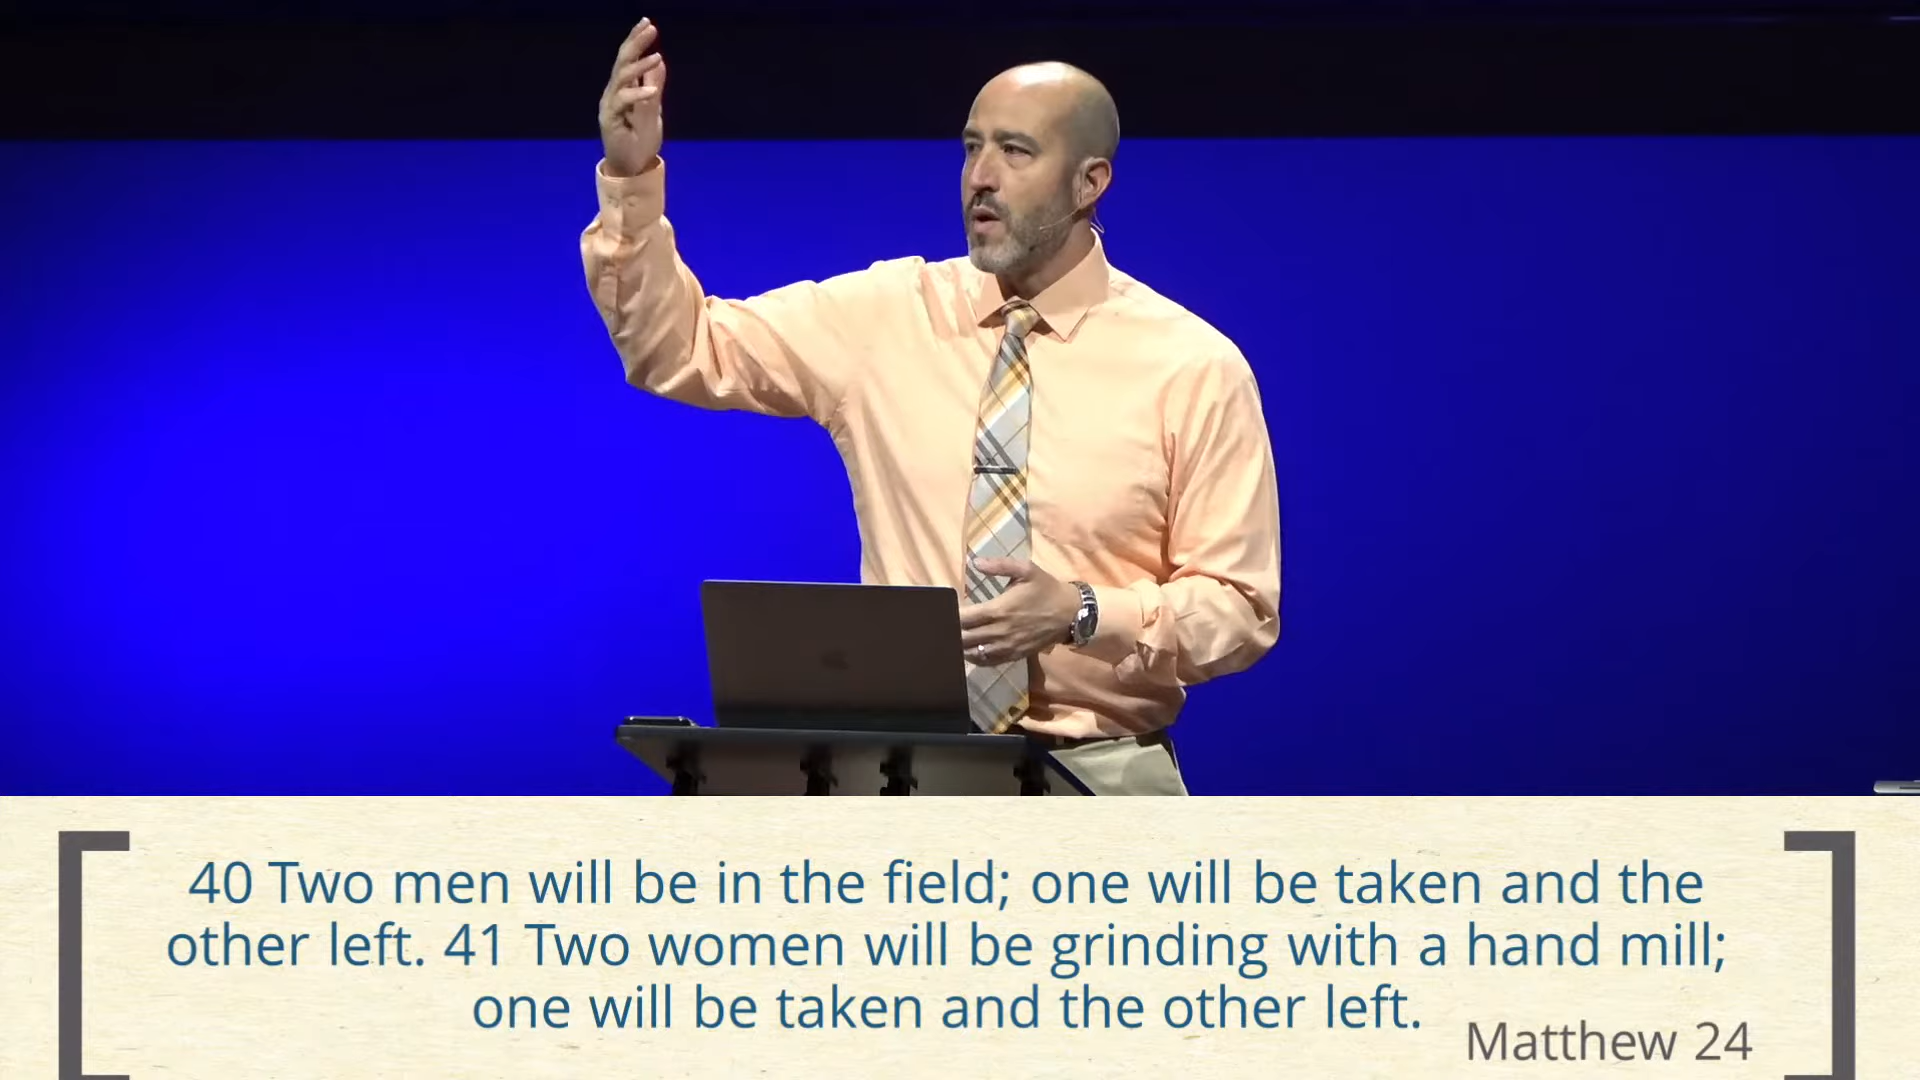 40 Two men will be in the field; one will be taken and the
other left. 41 Two women will be grinding with a hand mill;
one will be taken and the other left.
Matthew 24